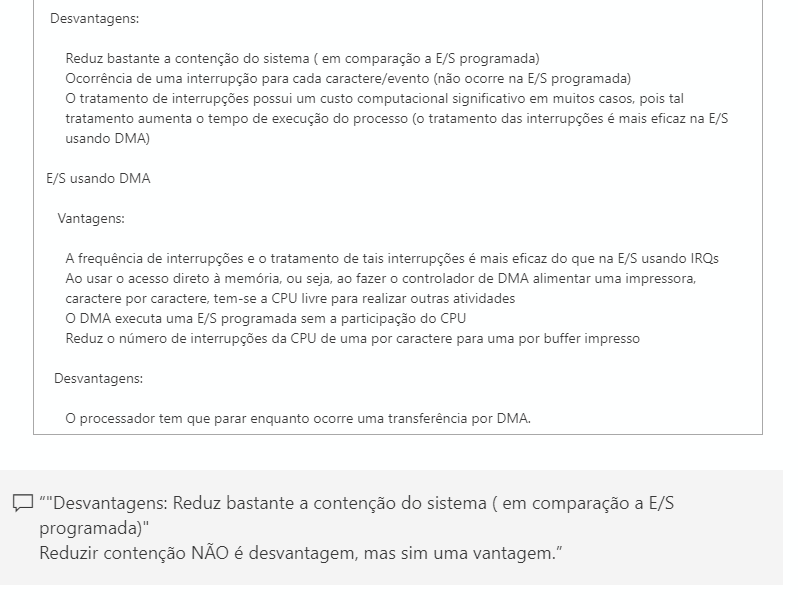 Desvantagens:
Reduz bastante a contenção do sistema ( em comparação a E/S programada)
Ocorrência de uma interrupção para cada caractere/evento (não ocorre na E/S programada)
O tratamento de interrupções possui um custo computacional significativo em muitos casos, pois tal
tratamento aumenta o tempo de execução do processo (o tratamento das interrupções é mais eficaz na E/S
usando DMA)
E/S usando DMA
Vantagens:
A frequência de interrupções e o tratamento de tais interrupções é mais eficaz do que na E/S usando IRQs
Ao usar o acesso direto à memória, ou seja, ao fazer o controlador de DMA alimentar uma impressora,
caractere por caractere, tem-se a CPU livre para realizar outras atividades
O DMA executa uma E/S programada sem a participação do CPU
Reduz o número de interrupções da CPU de uma por caractere para uma por buffer impresso
Desvantagens:
O processador tem que parar enquanto ocorre uma transferência por DMA.
“"Desvantagens: Reduz bastante a contenção do sistema ( em comparação a E/S
programada)"
Reduzir contenção NÃO é desvantagem, mas sim uma vantagem.”